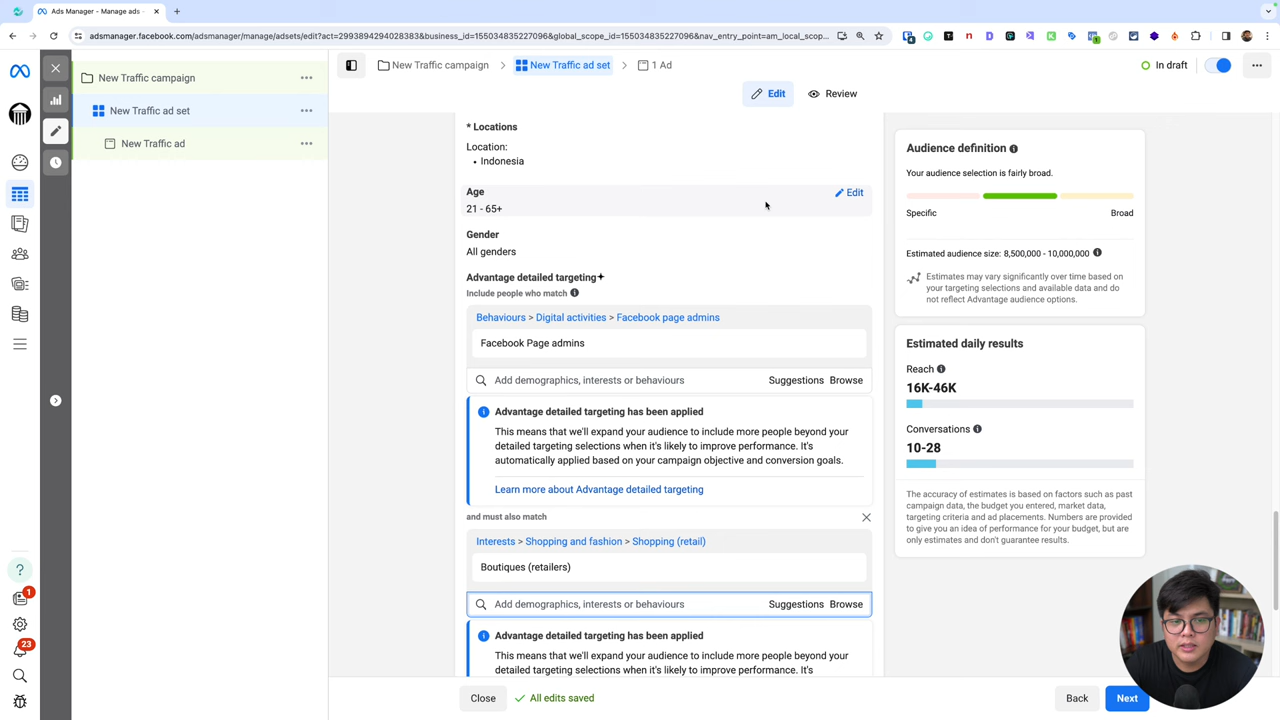 Ads Manager - Manage ads -
adsmanager.facebook.com/adsmanager/manage/adsets/edit?act=2993894294028383&business_id=155034835227096&global_scope_id=155034835227096&nav_entry_point=am_local_scop...
New Traffic campaign
New Traffic ad set
New Traffic ad
New Traffic campaign
New Traffic ad set
1 Ad
In draft
Edit
Review
* Locations
Location:
• Indonesia
Age
Edit
21 - 65+
Gender
All genders
Advantage detailed targeting+
Include people who match
Behaviours > Digital activities > Facebook page admins
Facebook Page admins
Add demographics, interests or behaviours
Suggestions
Browse
Advantage detailed targeting has been applied
This means that we'll expand your audience to include more people beyond your
detailed targeting selections when it's likely to improve performance. It's
automatically applied based on your campaign objective and conversion goals.
Learn more about Advantage detailed targeting
and must also match
Interests > Shopping and fashion > Shopping (retail)
Boutiques (retailers)
Add demographics, interests or behaviours
Suggestions
Browse
Advantage detailed targeting has been applied
This means that we'll expand your audience to include more people beyond your
detailed targeting selections when it's likely to improve performance. It's
Close
All edits saved
Back
Next
Audience definition
Your audience selection is fairly broad.
Specific
Broad
Estimated audience size: 8,500,000 - 10,000,000
Estimates may vary significantly over time based on
your targeting selections and available data and do
not reflect Advantage audience options.
Estimated daily results
Reach
16K-46K
Conversations
10-28
The accuracy of estimates is based on factors such as past
campaign data, the budget you entered, market data,
targeting criteria and ad placements. Numbers are provided
to give you an idea of performance for your budget, but are
only estimates and don't guarantee results.
1
23